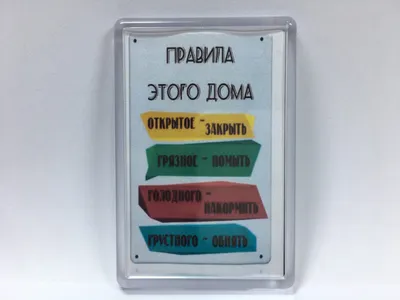 ПРАВИЛА
ЭТОГО ДОМА
ОТКРЫТОЕ -
ЗАКРЫТЬ
ГРЯЗНОЕ - ПОМЫТЬ
ГОЛОДНОГО -
НАКОРМИТЬ
ГРУСТНОГО - ОБНЯТЬ